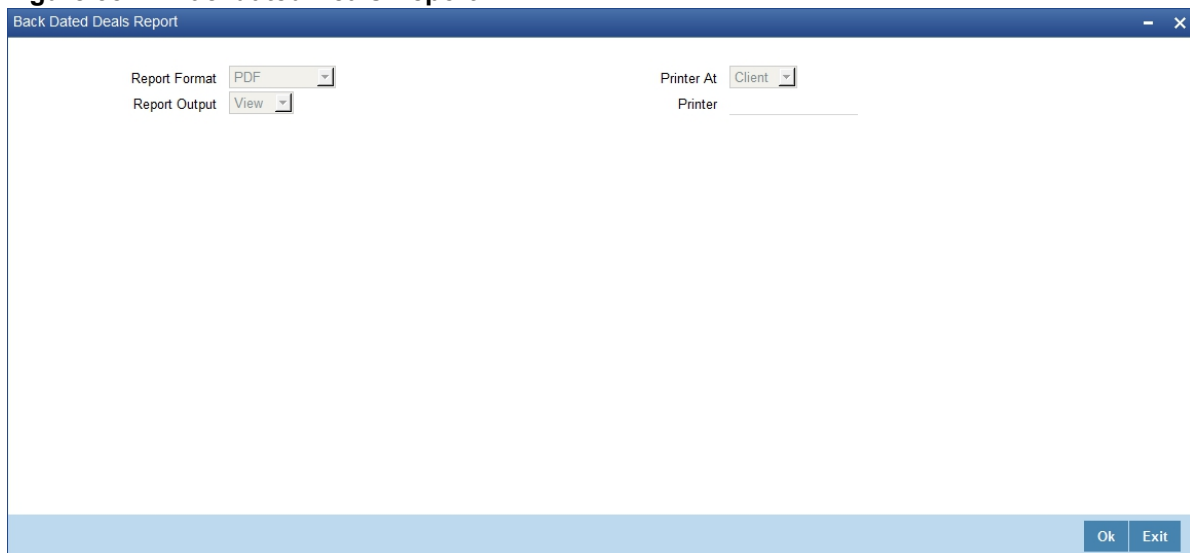 Back Dated Deals Report
Report Format PDF
Printer At Client
Report Output View
Printer
Ok Exit